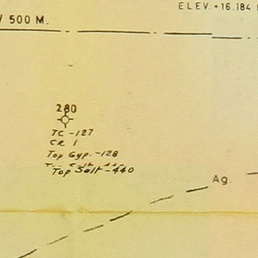 ELEV. +16.184
500 M.
280
TC -127
CR 1
Top Gyp. -128
Top Salt -440
Ag.